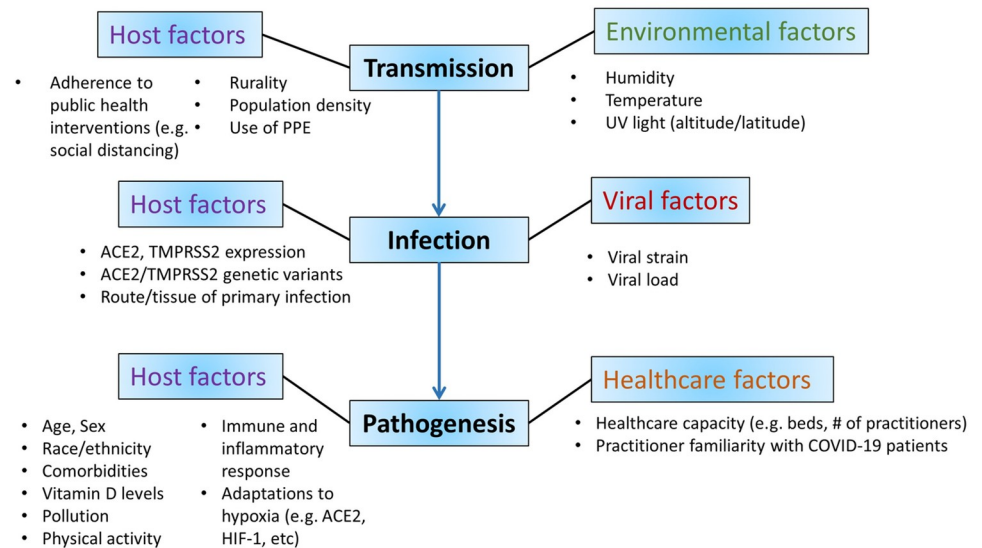 Host factors
• Adherence to
public health
interventions (e.g.
social distancing)
• Rurality
• Population density
• Use of PPE
Transmission
Environmental factors
• Humidity
• Temperature
• UV light (altitude/latitude)
Host factors
• ACE2, TMPRSS2 expression
• ACE2/TMPRSS2 genetic variants
• Route/tissue of primary infection
Infection
Viral factors
• Viral strain
• Viral load
Host factors
• Age, Sex
• Race/ethnicity
• Comorbidities
• Vitamin D levels
• Pollution
• Physical activity
• Immune and
inflammatory
response
• Adaptations to
hypoxia (e.g. ACE2,
HIF-1, etc)
Pathogenesis
Healthcare factors
• Healthcare capacity (e.g. beds, # of practitioners)
• Practitioner familiarity with COVID-19 patients